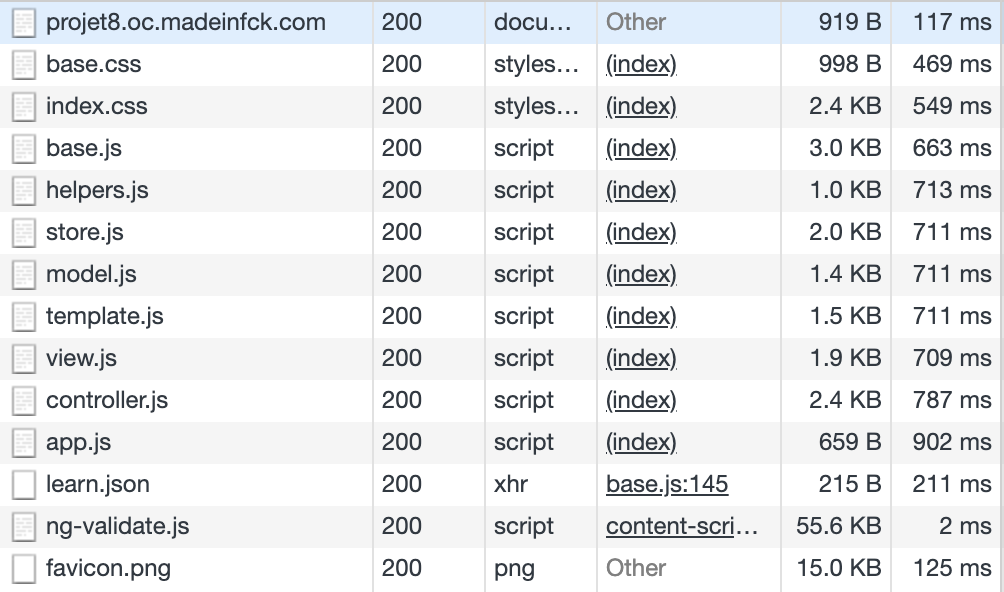 projet8.oc.madeinfck.com 200 docu... Other 919 B 117 ms
base.css 200 styles... (index) 998 B 469 ms
index.css 200 styles... (index) 2.4 KB 549 ms
base.js 200 script (index) 3.0 KB 663 ms
helpers.js 200 script (index) 1.0 KB 713 ms
store.js 200 script (index) 2.0 KB 711 ms
model.js 200 script (index) 1.4 KB 711 ms
template.js 200 script (index) 1.5 KB 711 ms
view.js 200 script (index) 1.9 KB 709 ms
controller.js 200 script (index) 2.4 KB 787 ms
app.js 200 script (index) 659 B 902 ms
learn.json 200 xhr base.js:145 215 B 211 ms
ng-validate.js 200 script content-scri... 55.6 KB 2 ms
favicon.png 200 png Other 15.0 KB 125 ms